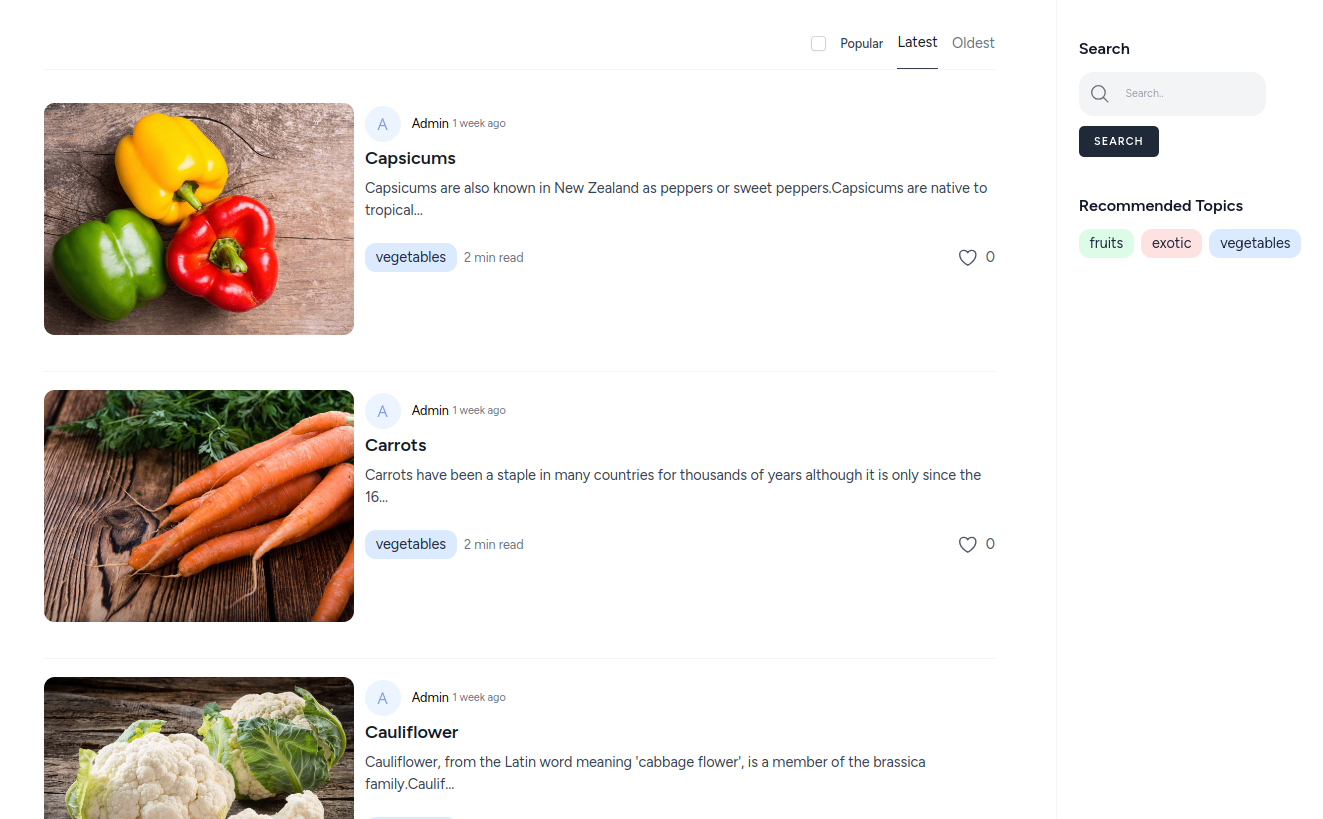 Popular Latest Oldest
A Admin 1 week ago
Capsicums
Capsicums are also known in New Zealand as peppers or sweet peppers.Capsicums are native to
tropical...
vegetables 2 min read 0
A Admin 1 week ago
Carrots
Carrots have been a staple in many countries for thousands of years although it is only since the
16...
vegetables 2 min read 0
A Admin 1 week ago
Cauliflower
Cauliflower, from the Latin word meaning 'cabbage flower', is a member of the brassica
family.Caulif...
Search
Search..
SEARCH
Recommended Topics
fruits exotic vegetables